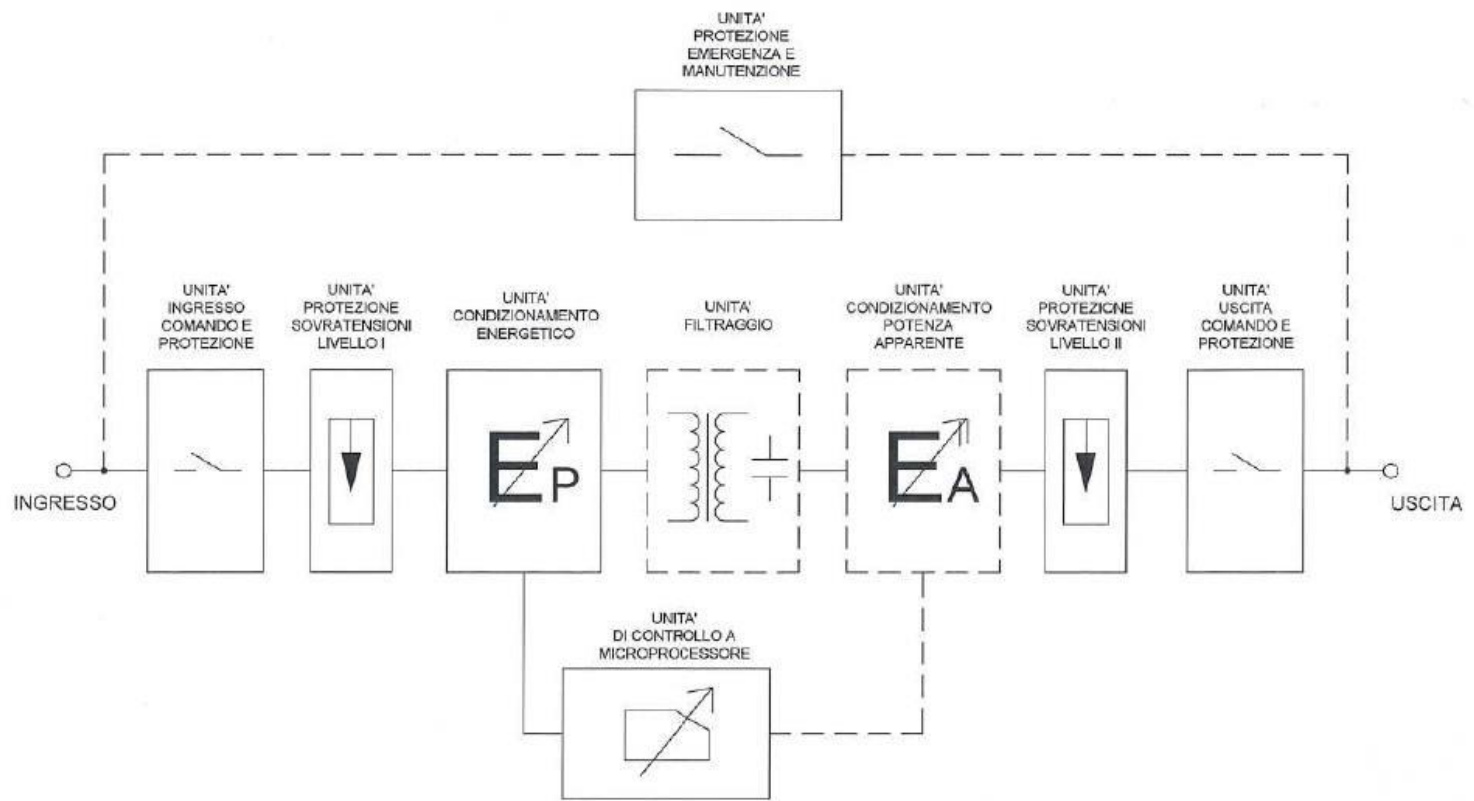 UNITA'
PROTEZIONE
EMERGENZA E
MANUTENZIONE
UNITA'
INGRESSO
COMANDO E
PROTEZIONE
UNITA'
PROTEZIONE
SOVRATENSIONI
LIVELLO I
UNITA'
CONDIZIONAMENTO
ENERGETICO
UNITA'
FILTRAGGIO
UNITA'
CONDIZIONAMENTO
POTENZA
APPARENTE
UNITA'
PROTEZIONE
SOVRATENSIONI
LIVELLO II
UNITA'
USCITA
COMANDO E
PROTEZIONE
INGRESSO
EP
EA
USCITA
UNITA'
DI CONTROLLO A
MICROPROCESSORE